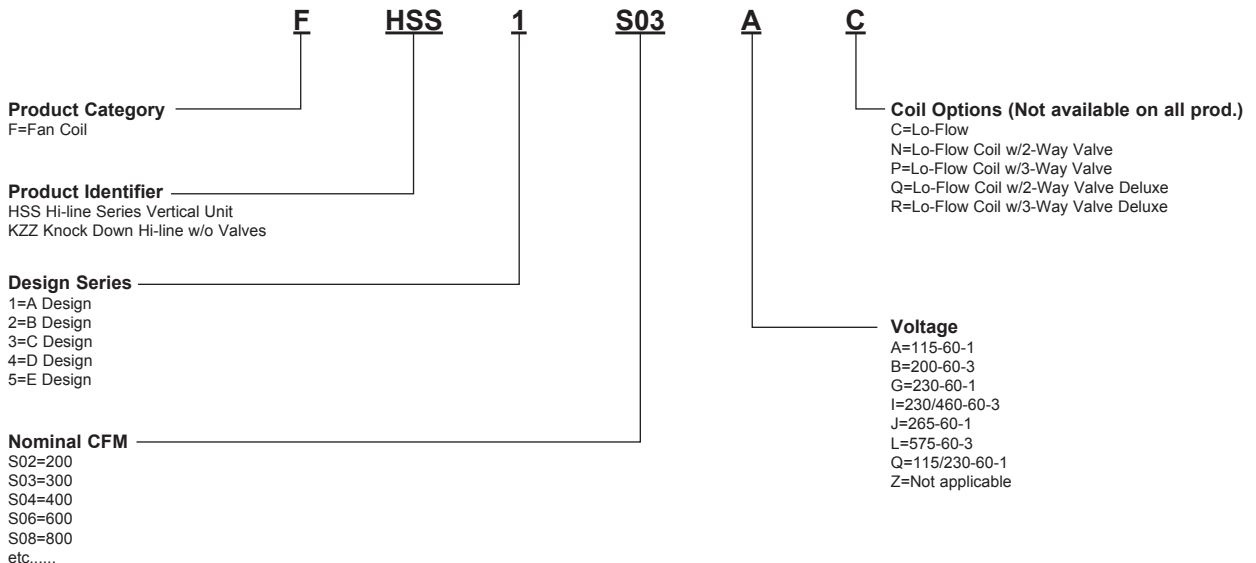 F HSS 1 S03 A C
Product Category
F=Fan Coil
Product Identifier
HSS Hi-line Series Vertical Unit
KZZ Knock Down Hi-line w/o Valves
Design Series
1=A Design
2=B Design
3=C Design
4=D Design
5=E Design
Nominal CFM
S02=200
S03=300
S04=400
S06=600
S08=800
etc......
Coil Options (Not available on all prod.)
C=Lo-Flow
N=Lo-Flow Coil w/2-Way Valve
P=Lo-Flow Coil w/3-Way Valve
Q=Lo-Flow Coil w/2-Way Valve Deluxe
R=Lo-Flow Coil w/3-Way Valve Deluxe
Voltage
A=115-60-1
B=200-60-3
G=230-60-1
I=230/460-60-3
J=265-60-1
L=575-60-3
Q=115/230-60-1
Z=Not applicable